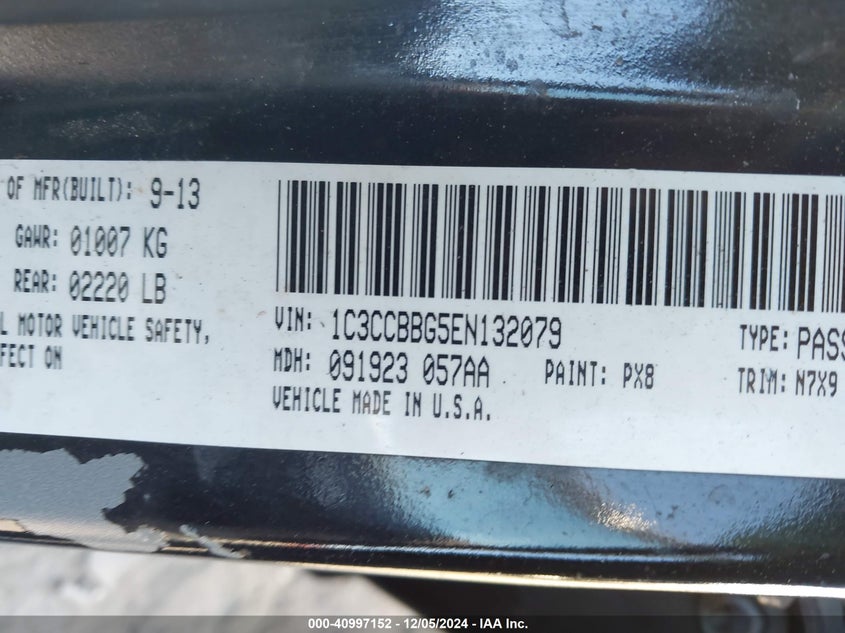 OF MFR(BUILT): 9-13
GAWR: 01007 KG
REAR: 02220 LB
MOTOR VEHICLE SAFETY,
ON
VIN: 1C3CCBBG5EN132079
TYPE: PASS
MDH: 091923 057AA
PAINT: PX8
TRIM: N7X9
VEHICLE MADE IN U.S.A.
000-40997152 - 12/05/2024 - IAA Inc.